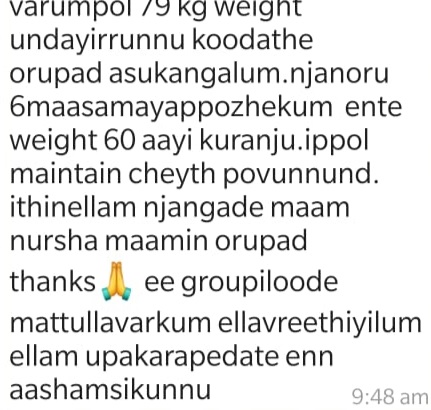 varumpol 79 kg weight
undayirrunnu koodathe
orupad asukangalum.njanoru
6maasamayappozhekum ente
weight 60 aayi kuranju.ippol
maintain cheyth povunnund.
ithinellam njangade maam
nursha maamin orupad
thanks🙏 ee groupiloode
mattullavarkum ellavreethiyilum
ellam upakarapedate enn
aashamsikunnu
9:48 am